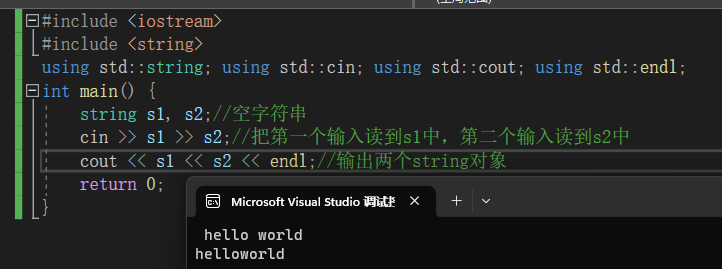 #include <iostream>
#include <string>
using std::string; using std::cin; using std::cout; using std::endl;
int main() {
    string s1, s2;//空字符串
    cin >> s1 >> s2;//把第一个输入读到s1中，第二个输入读到s2中
    cout << s1 << s2 << endl;//输出两个string对象
    return 0;
}
Microsoft Visual Studio 调试
 hello world
helloworld